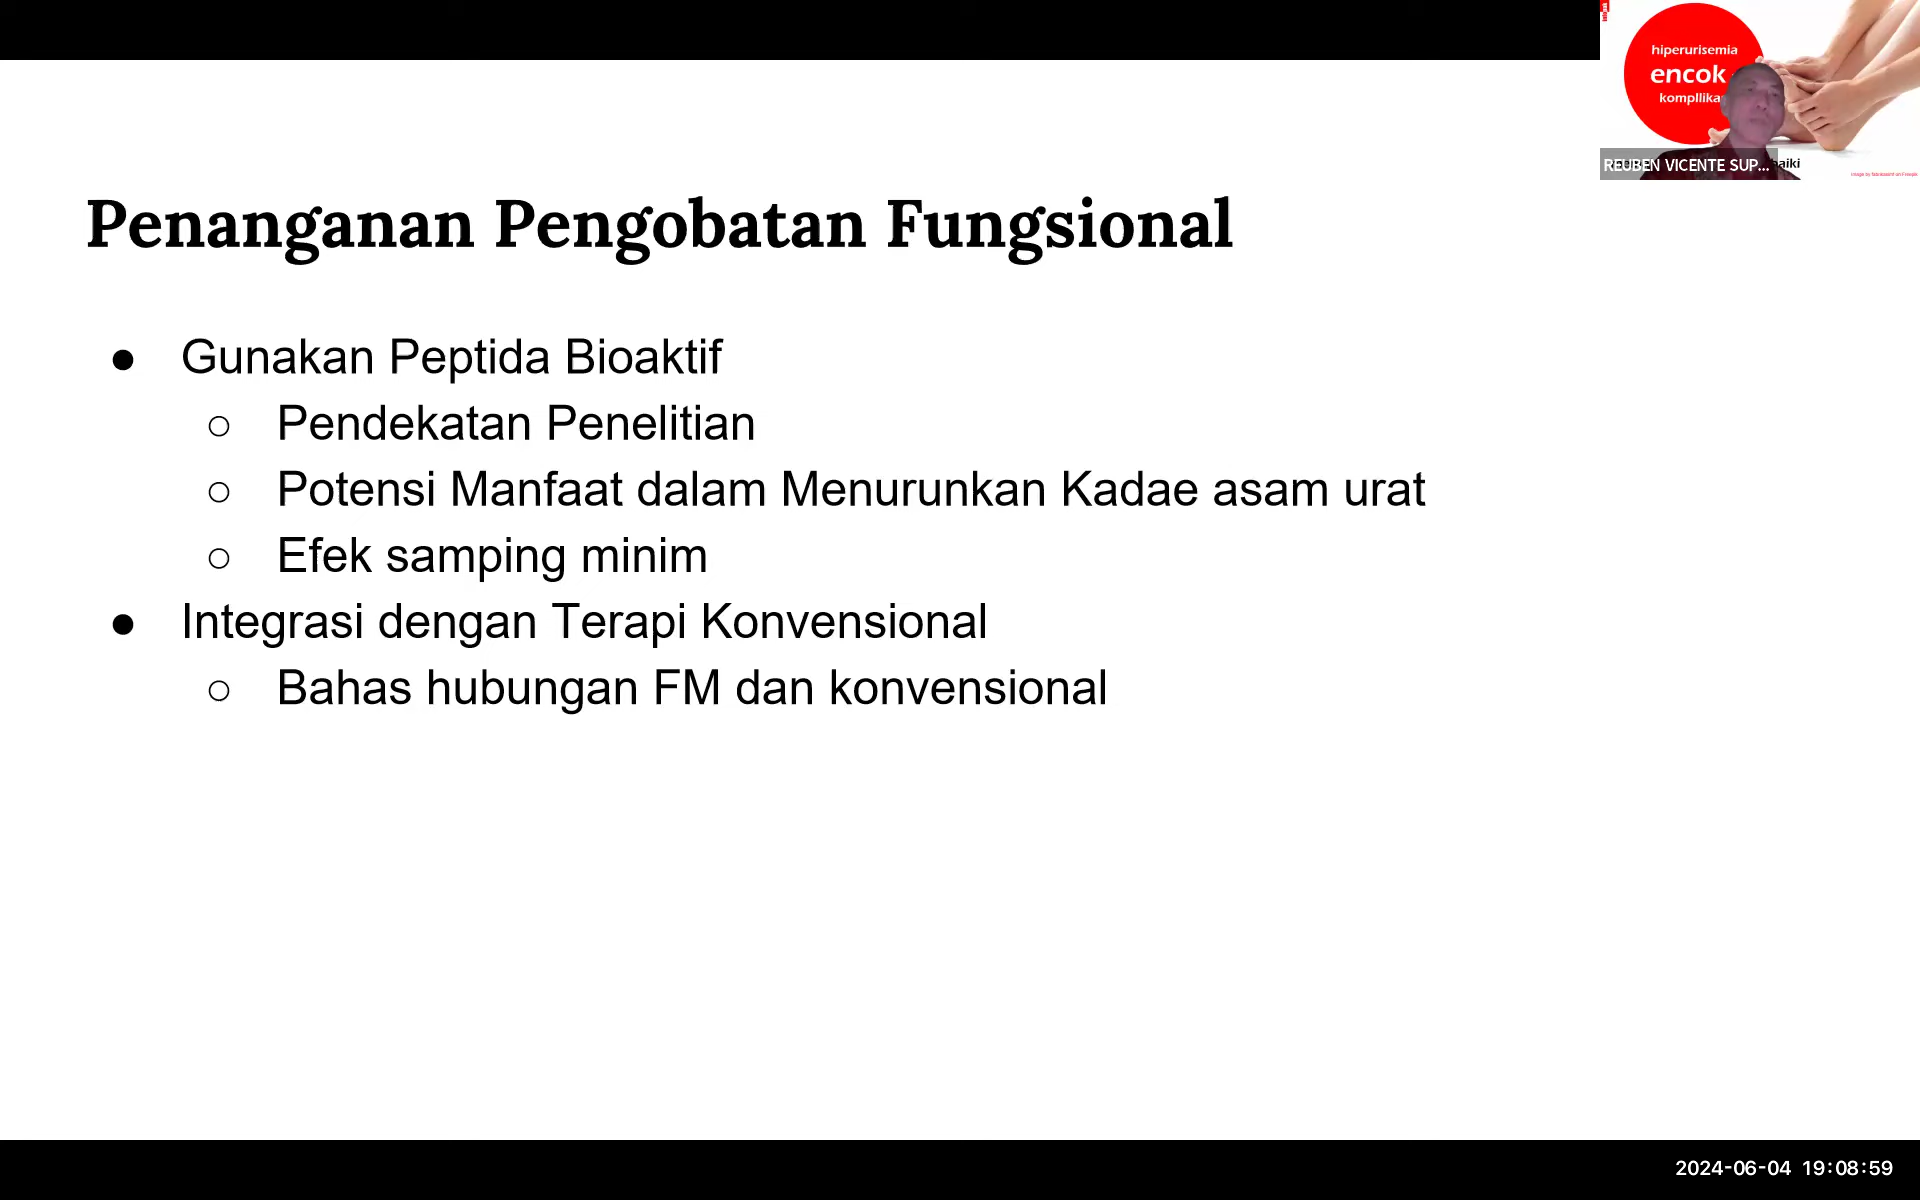 hiperurisemia
encok
kompllika
REUBEN VICENTE SUP...
baiki
Penanganan Pengobatan Fungsional
● Gunakan Peptida Bioaktif
○ Pendekatan Penelitian
○ Potensi Manfaat dalam Menurunkan Kadae asam urat
○ Efek samping minim
● Integrasi dengan Terapi Konvensional
○ Bahas hubungan FM dan konvensional
2024-06-04 19:08:59